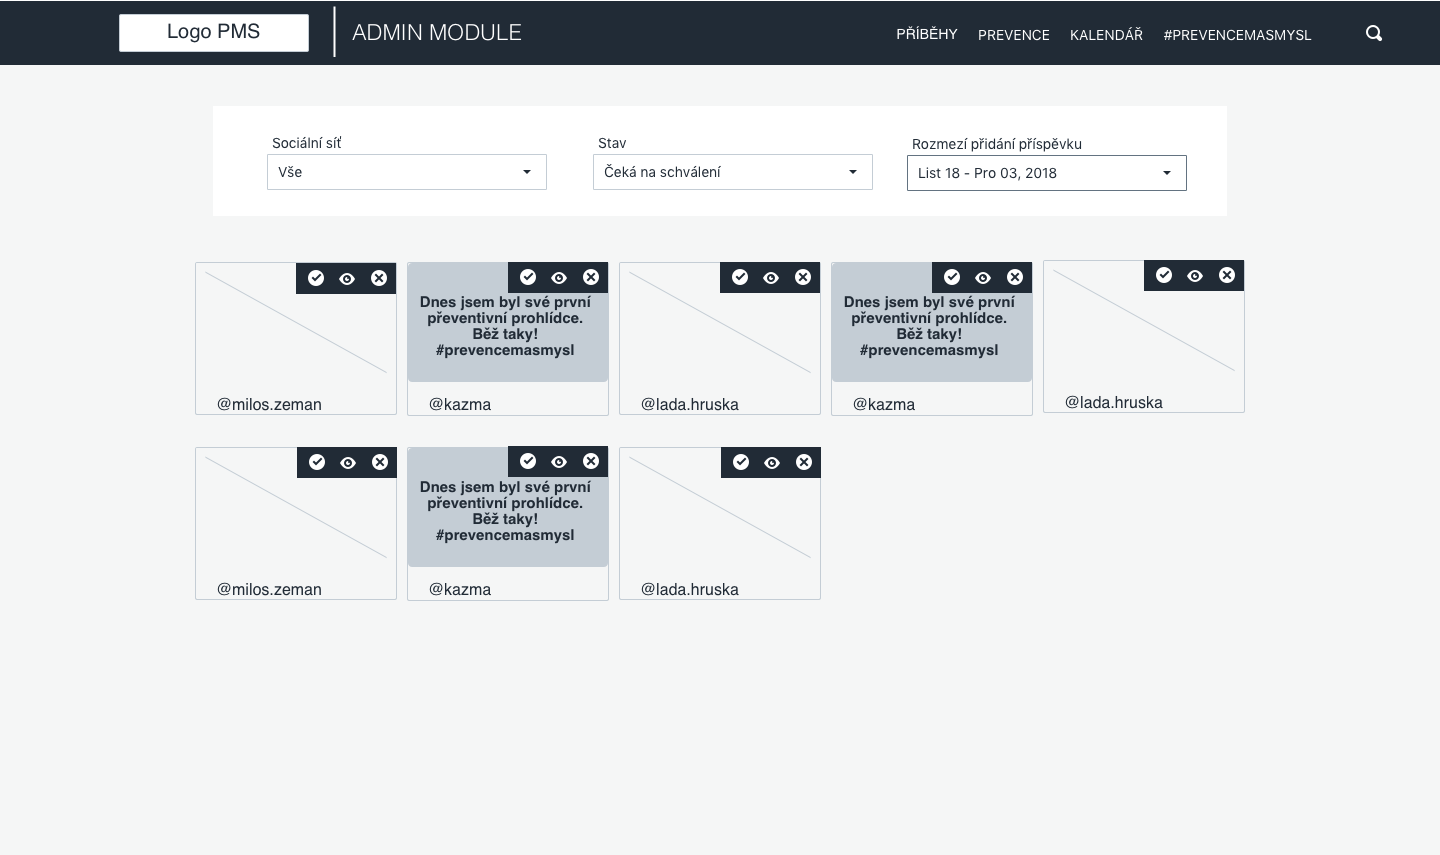 Logo PMS
ADMIN MODULE
PŘÍBĚHY
PREVENCE
KALENDÁŘ
#PREVENCEMASMYSL
Sociální síť
Stav
Rozmezí přidání příspěvku
Vše
Čeká na schválení
List 18 - Pro 03, 2018
Dnes jsem byl své první
převentivní prohlídce.
Běž taky!
#prevencemasmysl
Dnes jsem byl své první
převentivní prohlídce.
Běž taky!
#prevencemasmysl
@milos.zeman
@kazma
@lada.hruska
@kazma
@lada.hruska
Dnes jsem byl své první
převentivní prohlídce.
Běž taky!
#prevencemasmysl
@milos.zeman
@kazma
@lada.hruska